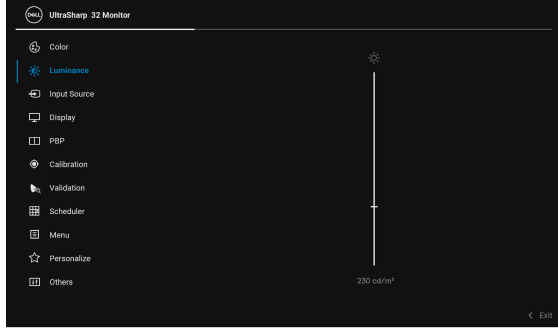 DELL UltraSharp 32 Monitor
Color
Luminance
Input Source
Display
PBP
Calibration
Validation
Scheduler
Menu
Personalize
Others
230 cd/m²
Exit